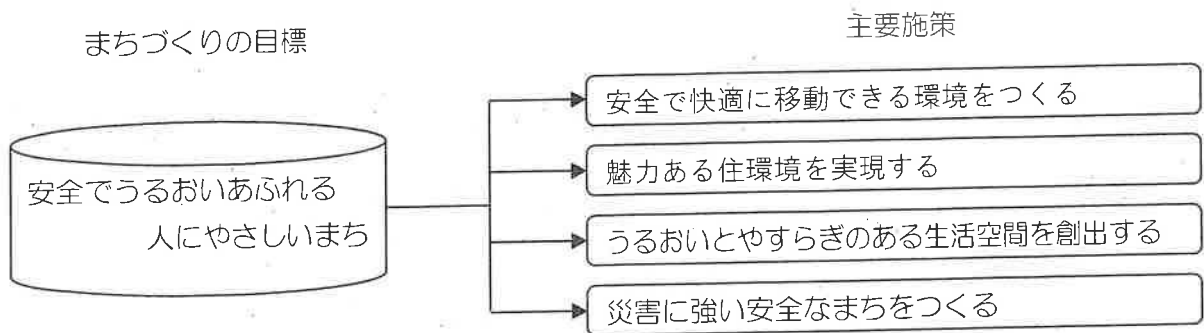 まちづくりの目標
主要施策
安全でうるおいあふれる
人にやさしいまち
安全で快適に移動できる環境をつくる
魅力ある住環境を実現する
うるおいとやすらぎのある生活空間を創出する
災害に強い安全なまちをつくる